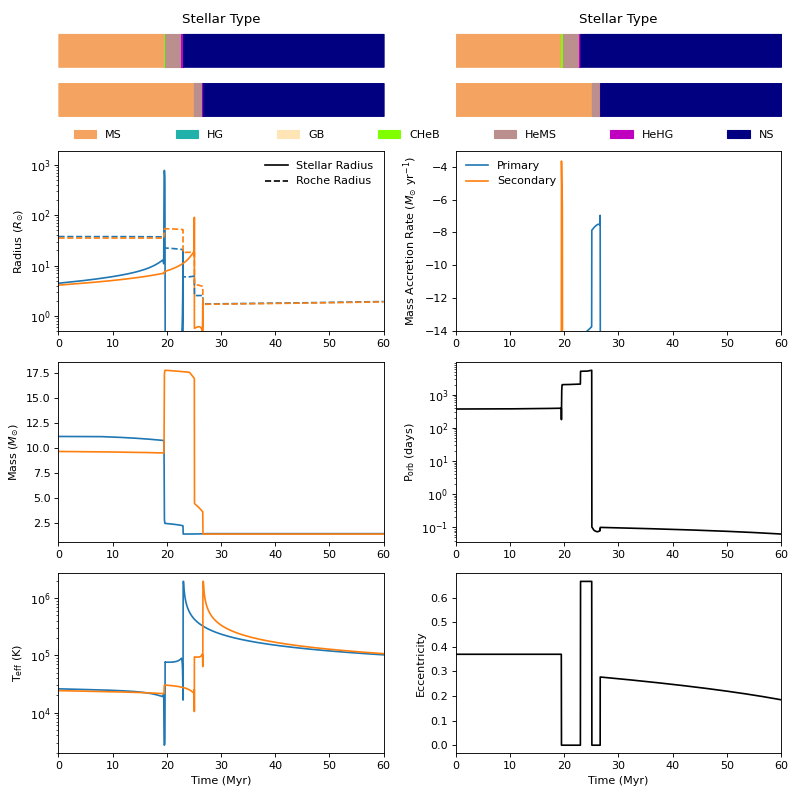 Stellar Type
Stellar Type
MS HG GB CHeB HeMS HeHG NS
Radius (R⊙)
10³
10²
10¹
10⁰
Stellar Radius
Roche Radius
0 10 20 30 40 50 60
Mass Accretion Rate (M⊙ yr⁻¹)
−4
−6
−8
−10
−12
−14
Primary
Secondary
0 10 20 30 40 50 60
Mass (M⊙)
17.5
15.0
12.5
10.0
7.5
5.0
2.5
0 10 20 30 40 50 60
P_orb (days)
10³
10²
10¹
10⁰
10⁻¹
0 10 20 30 40 50 60
T_eff (K)
10⁶
10⁵
10⁴
0 10 20 30 40 50 60
Time (Myr)
Eccentricity
0.6
0.5
0.4
0.3
0.2
0.1
0.0
0 10 20 30 40 50 60
Time (Myr)